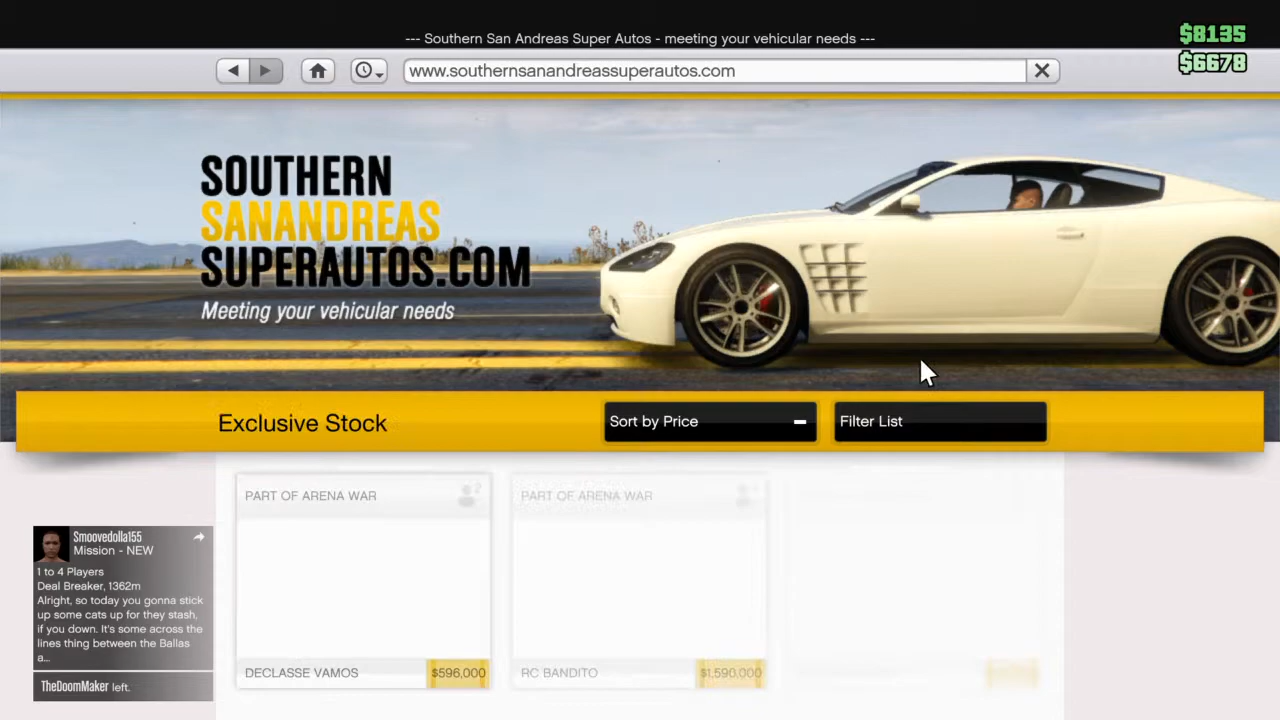 --- Southern San Andreas Super Autos - meeting your vehicular needs ---
$8135
$6678
www.southernsanandreassuperautos.com
SOUTHERN
SANANDREAS
SUPERAUTOS.COM
Meeting your vehicular needs
Exclusive Stock
Sort by Price
Filter List
PART OF ARENA WAR
PART OF ARENA WAR
DECLASSE VAMOS
$596,000
RC BANDITO
$1,590,000
Smoovedolla155
Mission - NEW
1 to 4 Players
Deal Breaker, 1362m
Alright, so today you gonna stick
up some cats up for they stash,
if you down. It's some across the
lines thing between the Ballas
a...
TheDoomMaker left.